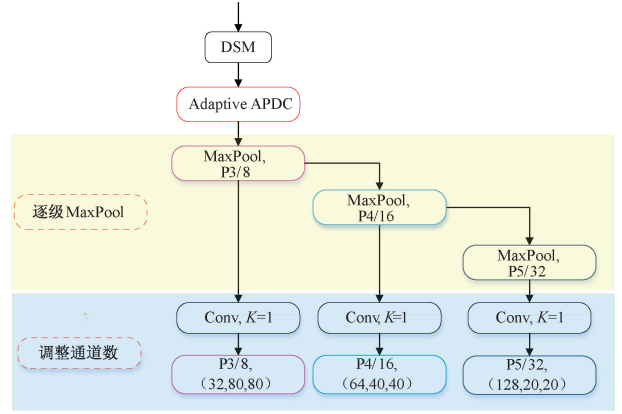 DSM
Adaptive APDC
MaxPool,
P3/8
逐级MaxPool
MaxPool,
P4/16
MaxPool,
P5/32
Conv, K=1
Conv, K=1
Conv, K=1
调整通道数
P3/8,
（32,80,80）
P4/16,
（64,40,40）
P5/32,
（128,20,20）